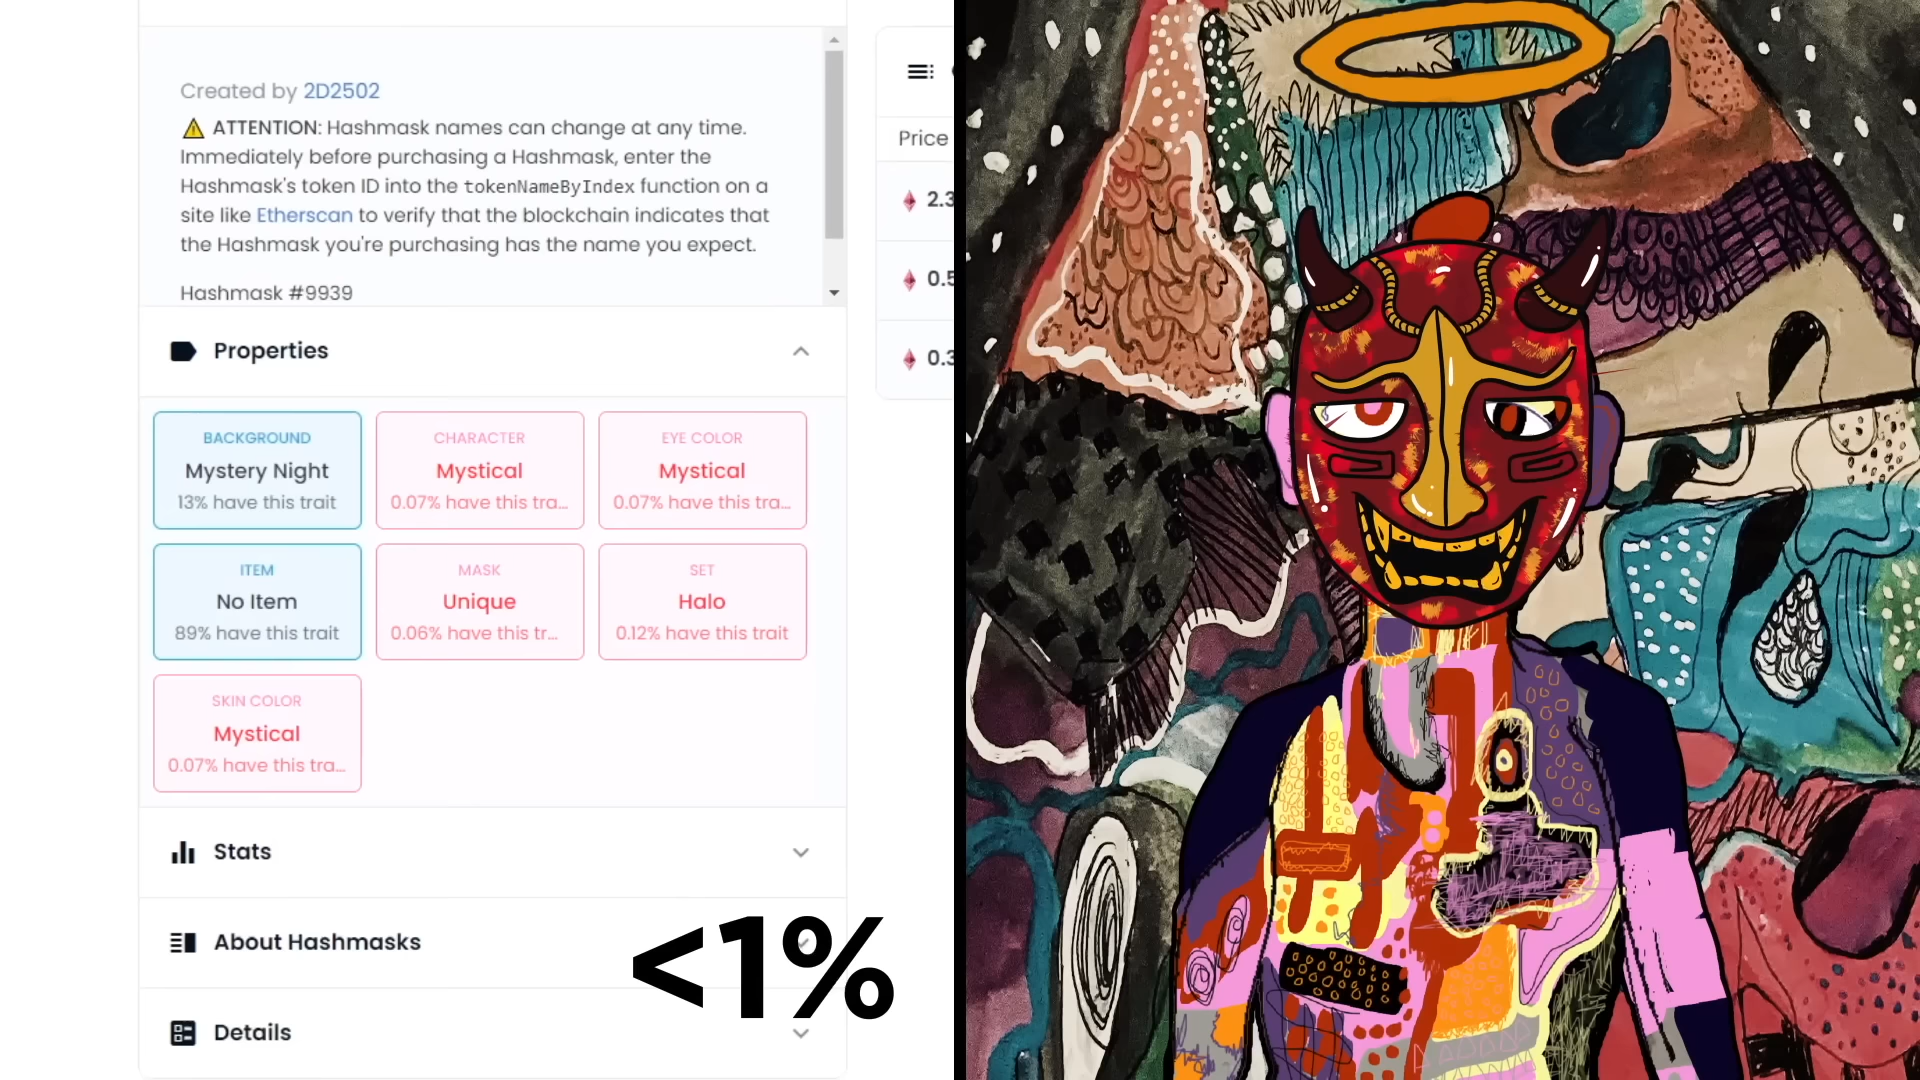 Created by 2D2502
⚠ ATTENTION: Hashmask names can change at any time.
Immediately before purchasing a Hashmask, enter the
Hashmask's token ID into the tokenNameByIndex function on a
site like Etherscan to verify that the blockchain indicates that
the Hashmask you're purchasing has the name you expect.
Hashmask #9939
Properties
BACKGROUND
Mystery Night
13% have this trait
CHARACTER
Mystical
0.07% have this tra...
EYE COLOR
Mystical
0.07% have this tra...
ITEM
No Item
89% have this trait
MASK
Unique
0.06% have this tr...
SET
Halo
0.12% have this trait
SKIN COLOR
Mystical
0.07% have this tra...
Stats
About Hashmasks
<1%
Details
Price
2.3
0.5
0.3